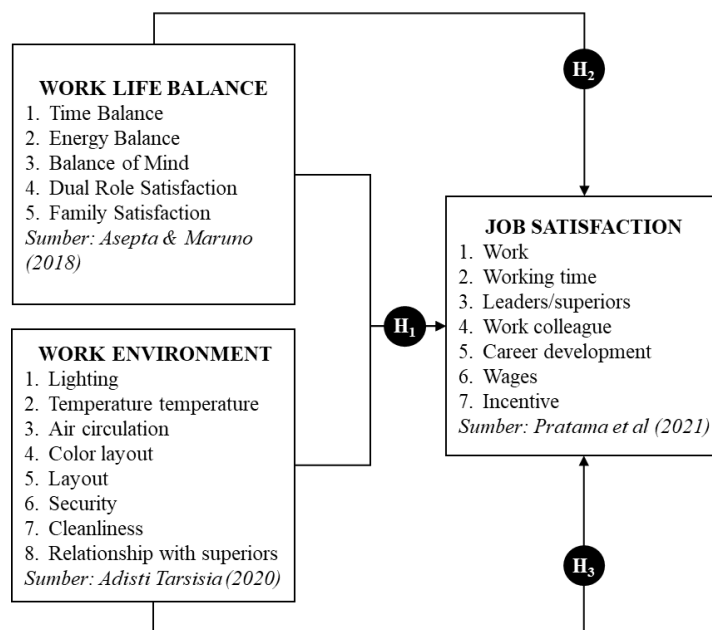 WORK LIFE BALANCE
1. Time Balance
2. Energy Balance
3. Balance of Mind
4. Dual Role Satisfaction
5. Family Satisfaction
Sumber: Asepta & Maruno
(2018)
WORK ENVIRONMENT
1. Lighting
2. Temperature temperature
3. Air circulation
4. Color layout
5. Layout
6. Security
7. Cleanliness
8. Relationship with superiors
Sumber: Adisti Tarsisia (2020)
H2
H1
H3
JOB SATISFACTION
1. Work
2. Working time
3. Leaders/superiors
4. Work colleague
5. Career development
6. Wages
7. Incentive
Sumber: Pratama et al (2021)